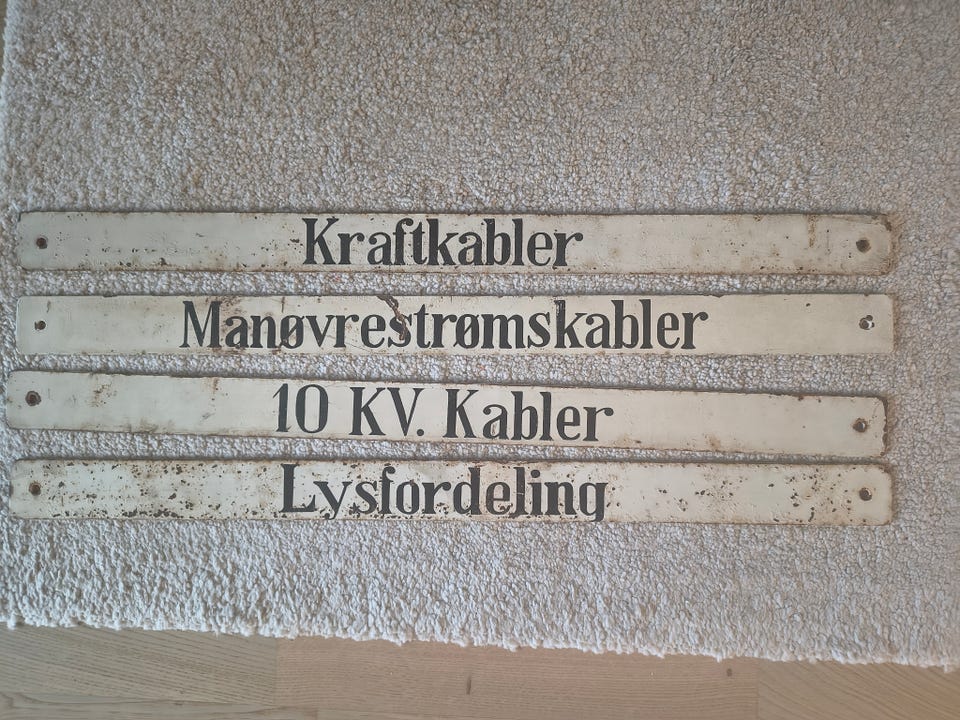 Kraftkabler
Manøvrestrømskabler
10 KV. Kabler
Lysfordeling